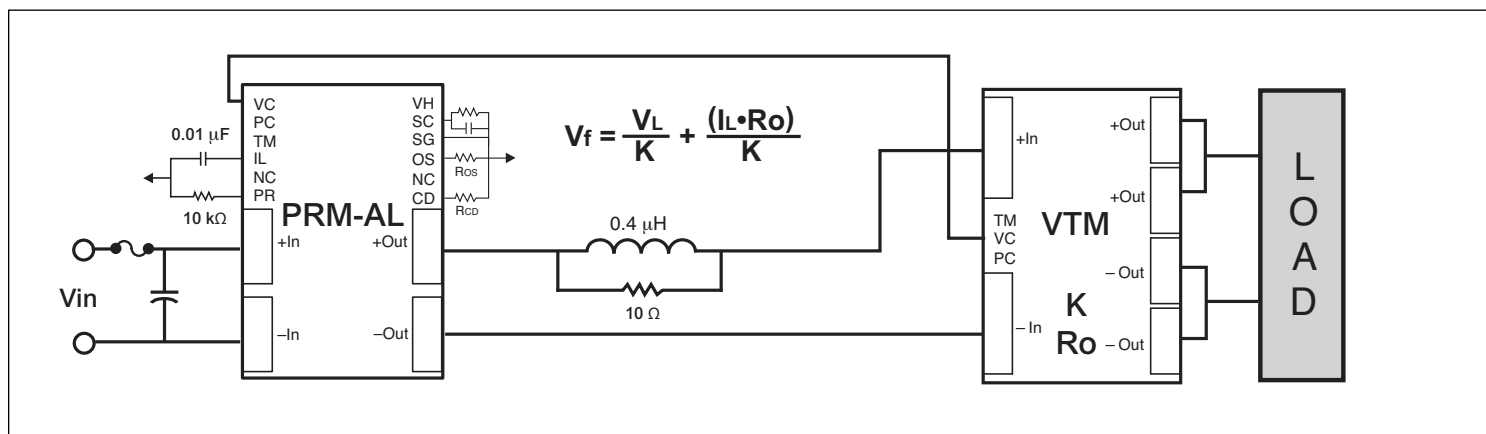 0.01 μF
10 kΩ
Vin
VC
PC
TM
IL
NC
PR
+In
–In
PRM-AL
VH
SC
SG
OS
NC
CD
+Out
–Out
ROS
RCD
Vf = VL/K + (IL•Ro)/K
0.4 μH
10 Ω
+In
TM
VC
PC
– In
VTM
K
Ro
+Out
+Out
– Out
– Out
LOAD